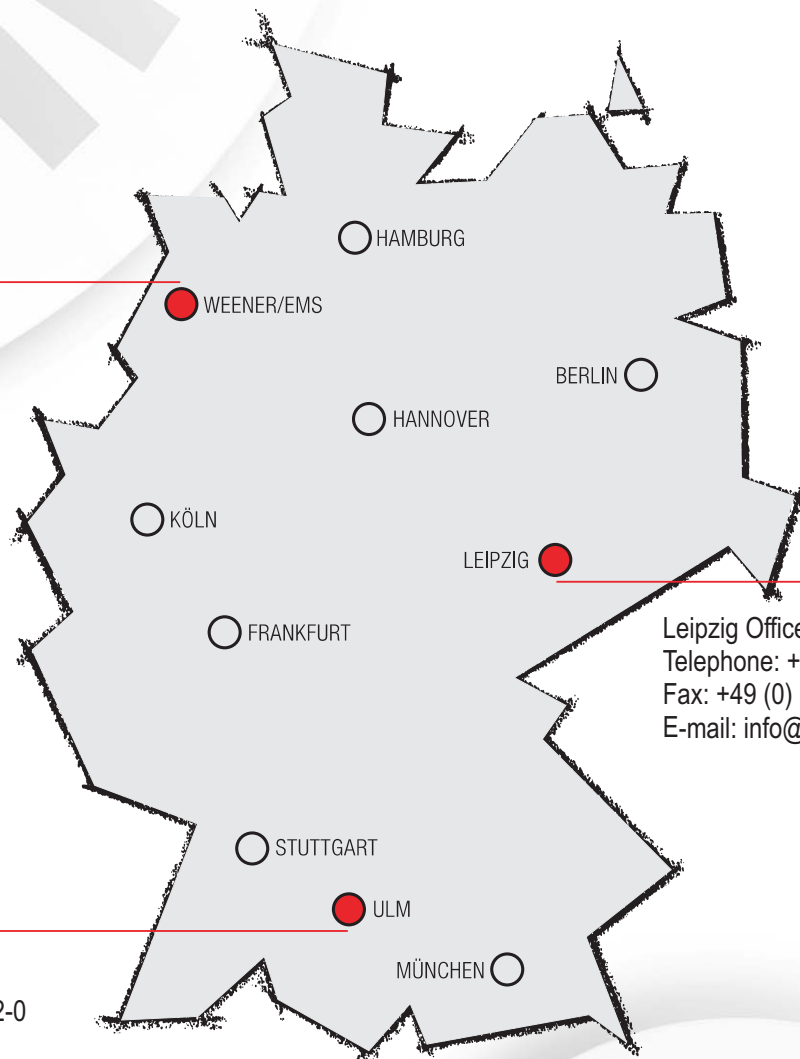 HAMBURG
WEENER/EMS
BERLIN
HANNOVER
KÖLN
LEIPZIG
FRANKFURT
Leipzig Office
Telephone: +
Fax: +49 (0)
E-mail: info@
STUTTGART
ULM
MÜNCHEN
2-0